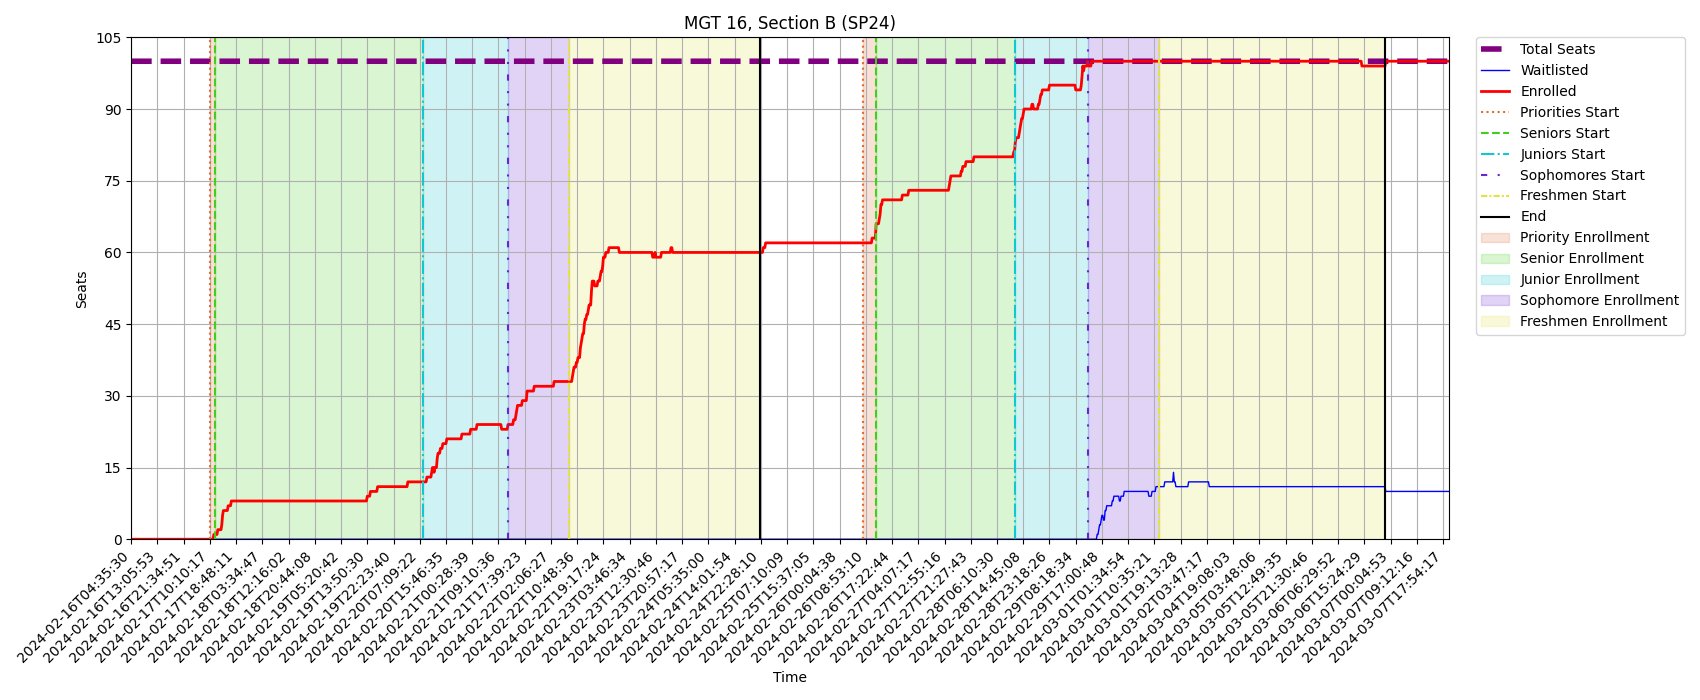 MGT 16, Section B (SP24)
105
90
75
60
45
30
15
0
Seats
2024-02-16T04:35:30
2024-02-16T13:05:53
2024-02-16T21:34:51
2024-02-17T10:10:17
2024-02-17T18:48:11
2024-02-18T03:34:47
2024-02-18T12:16:02
2024-02-18T20:44:08
2024-02-19T05:20:42
2024-02-19T13:50:30
2024-02-19T22:23:40
2024-02-20T07:09:22
2024-02-20T15:46:35
2024-02-21T00:28:39
2024-02-21T09:10:36
2024-02-21T17:39:23
2024-02-22T02:06:27
2024-02-22T10:48:36
2024-02-22T19:17:24
2024-02-23T03:46:34
2024-02-23T12:30:46
2024-02-23T20:57:17
2024-02-24T05:35:00
2024-02-24T14:01:54
2024-02-24T22:28:10
2024-02-25T07:10:09
2024-02-25T15:37:05
2024-02-26T00:04:38
2024-02-26T08:53:10
2024-02-26T17:22:44
2024-02-27T04:07:17
2024-02-27T12:55:16
2024-02-27T21:27:43
2024-02-28T06:10:30
2024-02-28T14:45:08
2024-02-28T23:18:26
2024-02-29T08:18:34
2024-02-29T17:00:48
2024-03-01T01:34:54
2024-03-01T10:35:21
2024-03-01T19:13:28
2024-03-02T03:47:17
2024-03-04T19:08:03
2024-03-05T03:48:06
2024-03-05T12:49:35
2024-03-05T21:30:46
2024-03-06T06:29:52
2024-03-06T15:24:29
2024-03-07T00:04:53
2024-03-07T09:12:16
2024-03-07T17:54:17
Time
Total Seats
Waitlisted
Enrolled
Priorities Start
Seniors Start
Juniors Start
Sophomores Start
Freshmen Start
End
Priority Enrollment
Senior Enrollment
Junior Enrollment
Sophomore Enrollment
Freshmen Enrollment